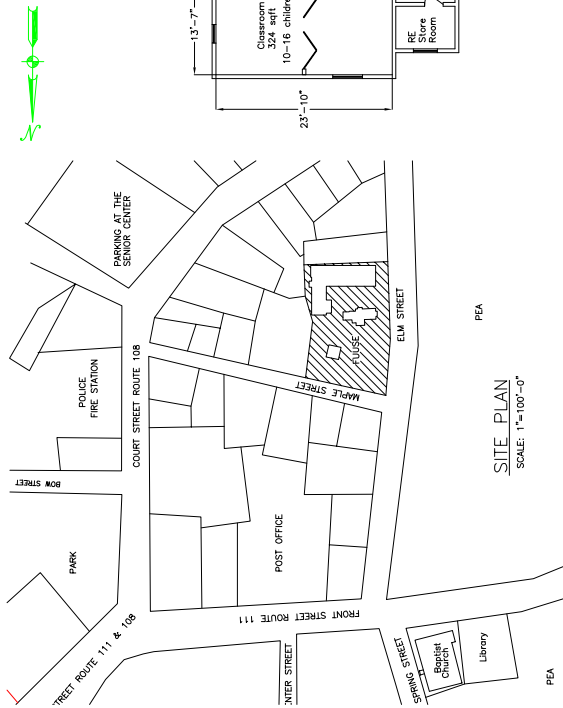 13'-7"
Classroom
324 sqft
10-16 childre
RE
Store
Room
23'-10"
N
PARKING AT THE
SENIOR CENTER
POLICE
FIRE STATION
COURT STREET ROUTE 108
BOW STREET
PARK
MAPLE STREET
FUUSE
ELM STREET
PEA
POST OFFICE
SITE PLAN
SCALE: 1"=100'-0"
FRONT STREET ROUTE 111
TREET ROUTE 111 & 108
NTER STREET
SPRING STREET
Baptist
Church
Library
PEA